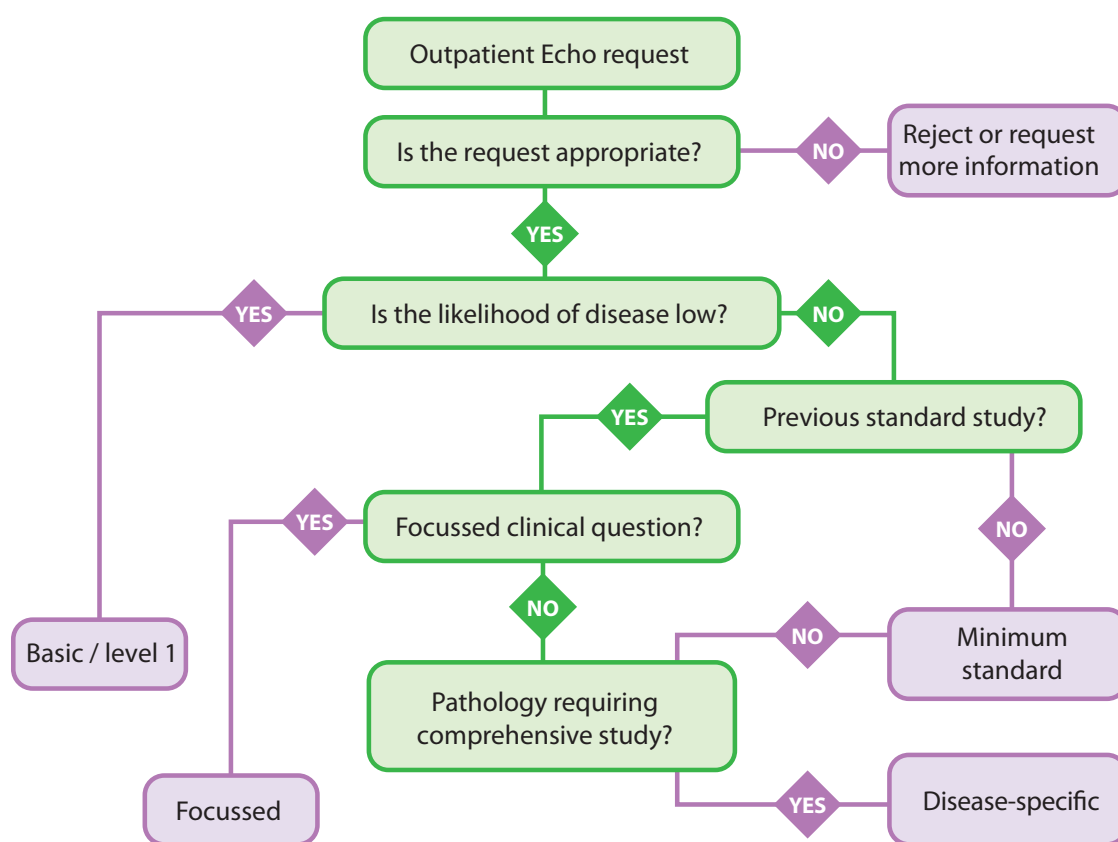 Outpatient Echo request
Is the request appropriate?
NO
Reject or request
more information
YES
YES
Is the likelihood of disease low?
NO
YES
Previous standard study?
YES
Focussed clinical question?
NO
NO
Basic / level 1
NO
Minimum
standard
Pathology requiring
comprehensive study?
Focussed
YES
Disease-specific